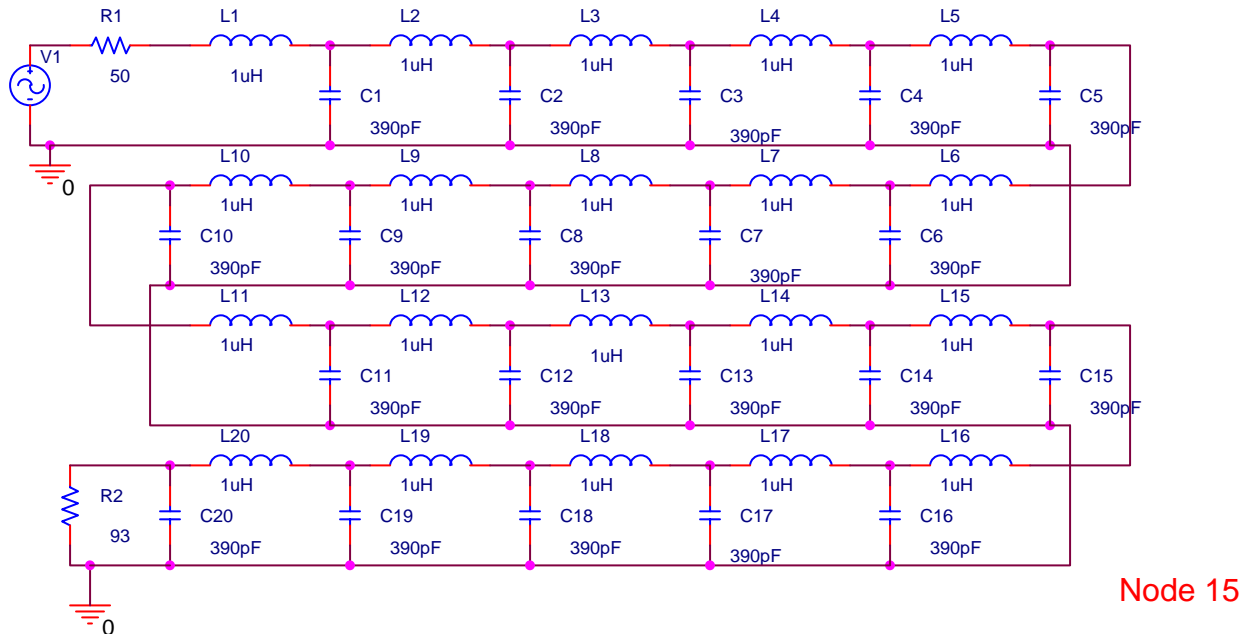 R1 L1 L2 L3 L4 L5
V1
50 1uH 1uH 1uH 1uH 1uH
C1 C2 C3 C4 C5
390pF 390pF 390pF 390pF 390pF
0
L10 L9 L8 L7 L6
1uH 1uH 1uH 1uH 1uH
C10 C9 C8 C7 C6
390pF 390pF 390pF 390pF 390pF
L11 L12 L13 L14 L15
1uH 1uH 1uH 1uH 1uH
C11 C12 C13 C14 C15
390pF 390pF 390pF 390pF 390pF
L20 L19 L18 L17 L16
1uH 1uH 1uH 1uH 1uH
R2 C20 C19 C18 C17 C16
93 390pF 390pF 390pF 390pF 390pF
0
Node 15